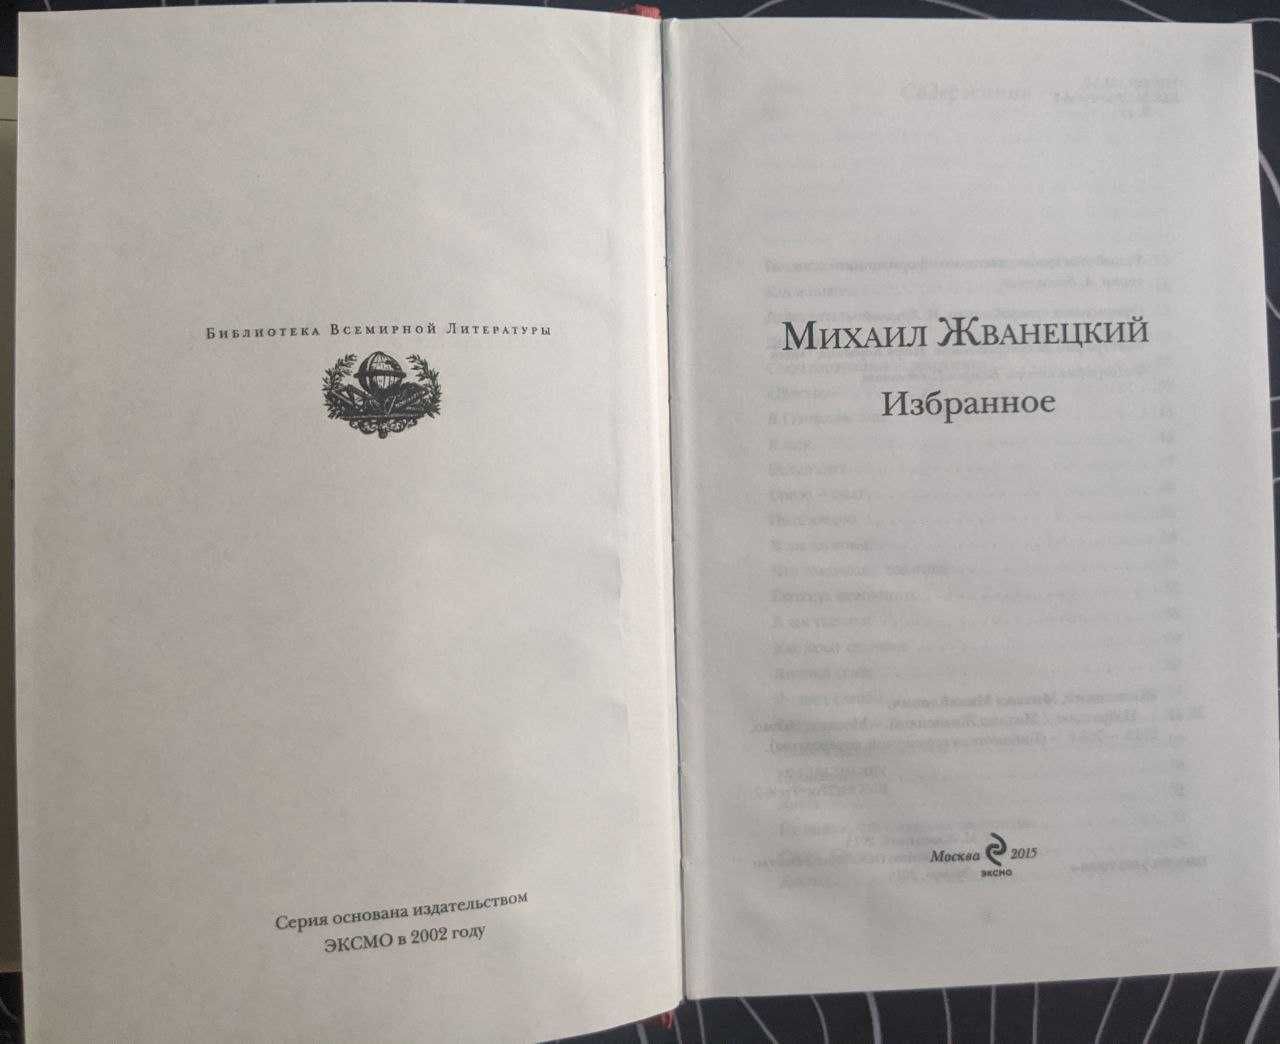 Библиотека Всемирной Литературы
Серия основана издательством
ЭКСМО в 2002 году
Михаил Жванецкий
Избранное
Москва 2015
ЭКСМО